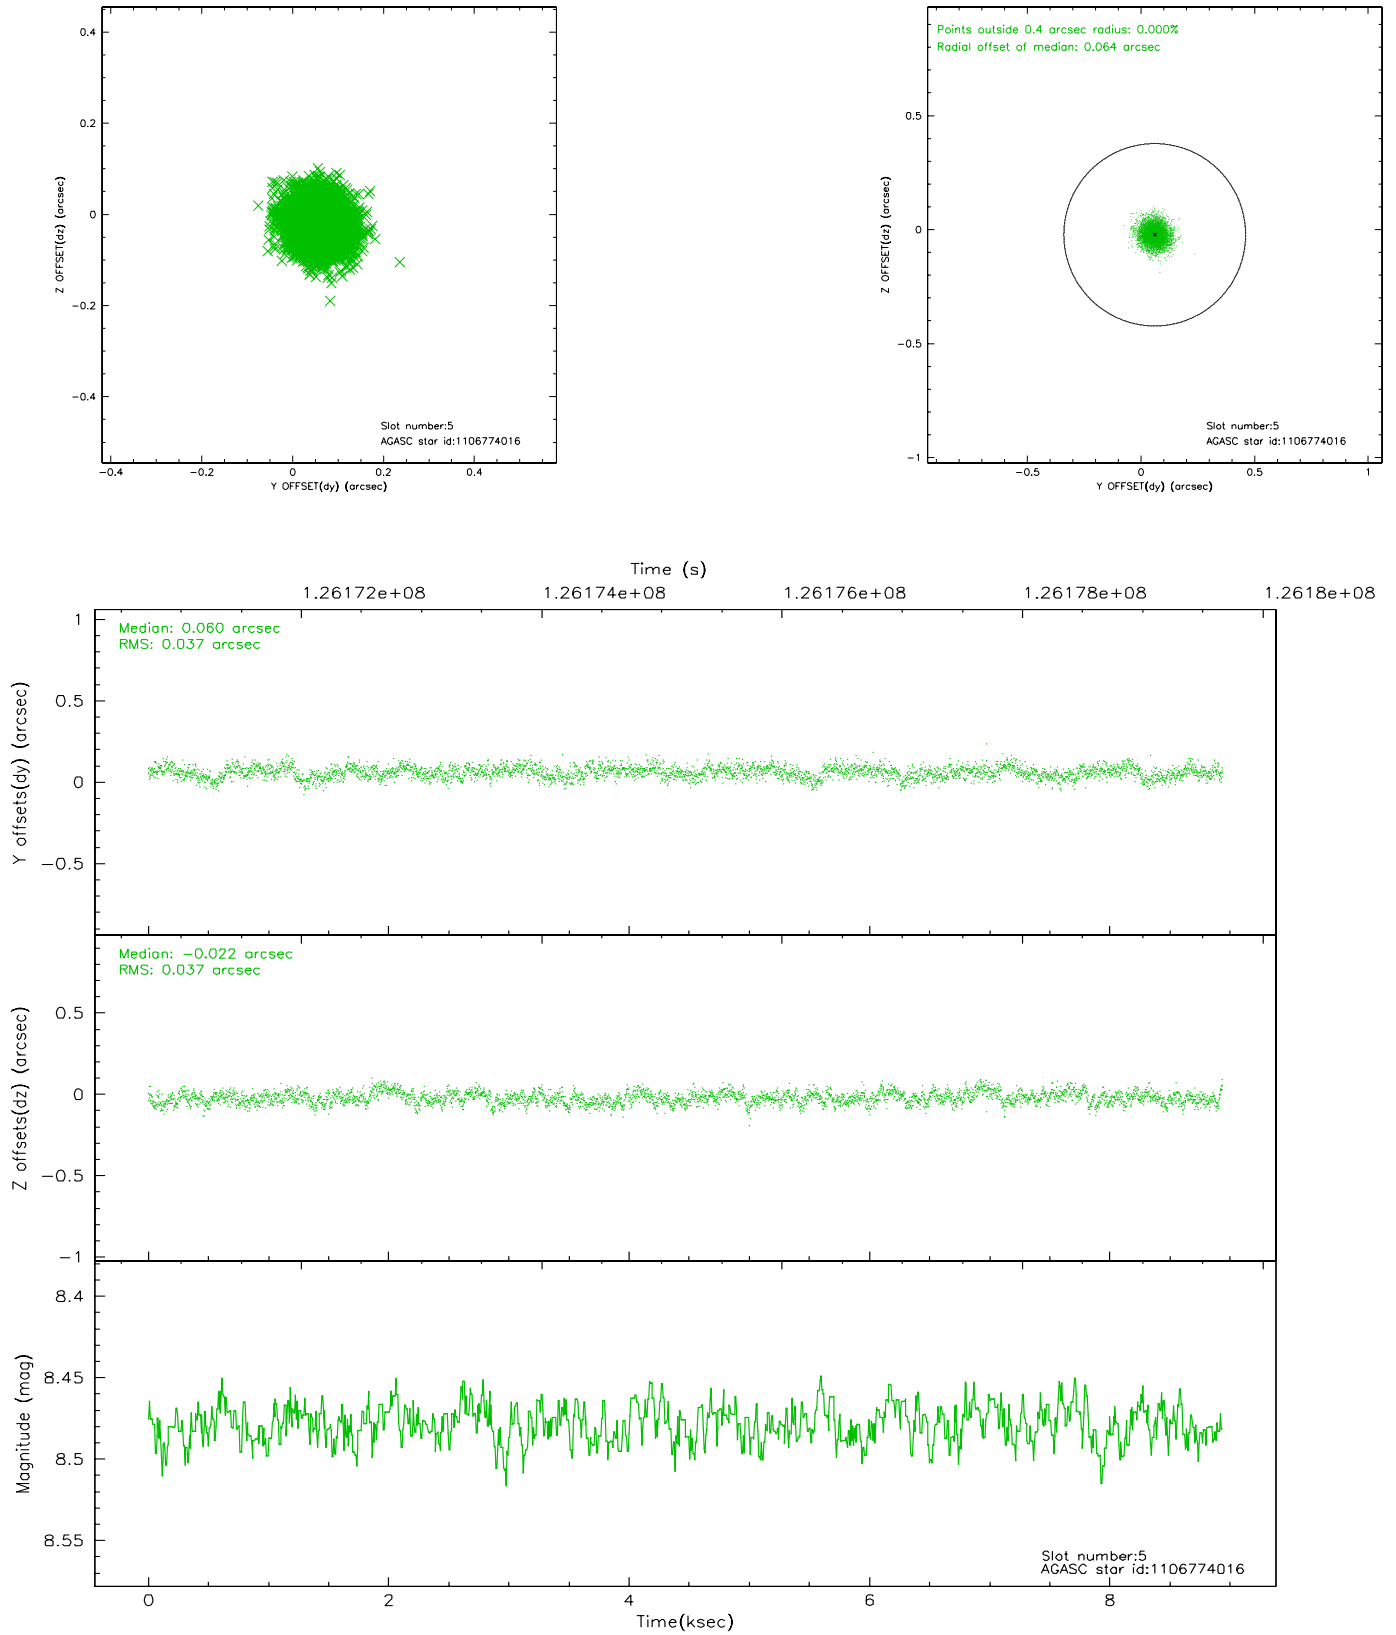 0.4
0.2
0
−0.2
−0.4
Z OFFSET(dz) (arcsec)
Slot number:5
AGASC star id:1106774016
−0.4 −0.2 0 0.2 0.4
Y OFFSET(dy) (arcsec)
Points outside 0.4 arcsec radius: 0.000%
Radial offset of median: 0.064 arcsec
0.5
0
−0.5
−1
Z OFFSET(dz) (arcsec)
Slot number:5
AGASC star id:1106774016
−0.5 0 0.5 1
Y OFFSET(dy) (arcsec)
Time (s)
1.26172e+08 1.26174e+08 1.26176e+08 1.26178e+08 1.2618e+08
Median: 0.060 arcsec
RMS: 0.037 arcsec
1
0.5
0
−0.5
Y offsets(dy) (arcsec)
Median: −0.022 arcsec
RMS: 0.037 arcsec
0.5
0
−0.5
−1
Z offsets(dz) (arcsec)
8.4
8.45
8.5
8.55
Magnitude (mag)
Slot number:5
AGASC star id:1106774016
0 2 4 6 8
Time(ksec)